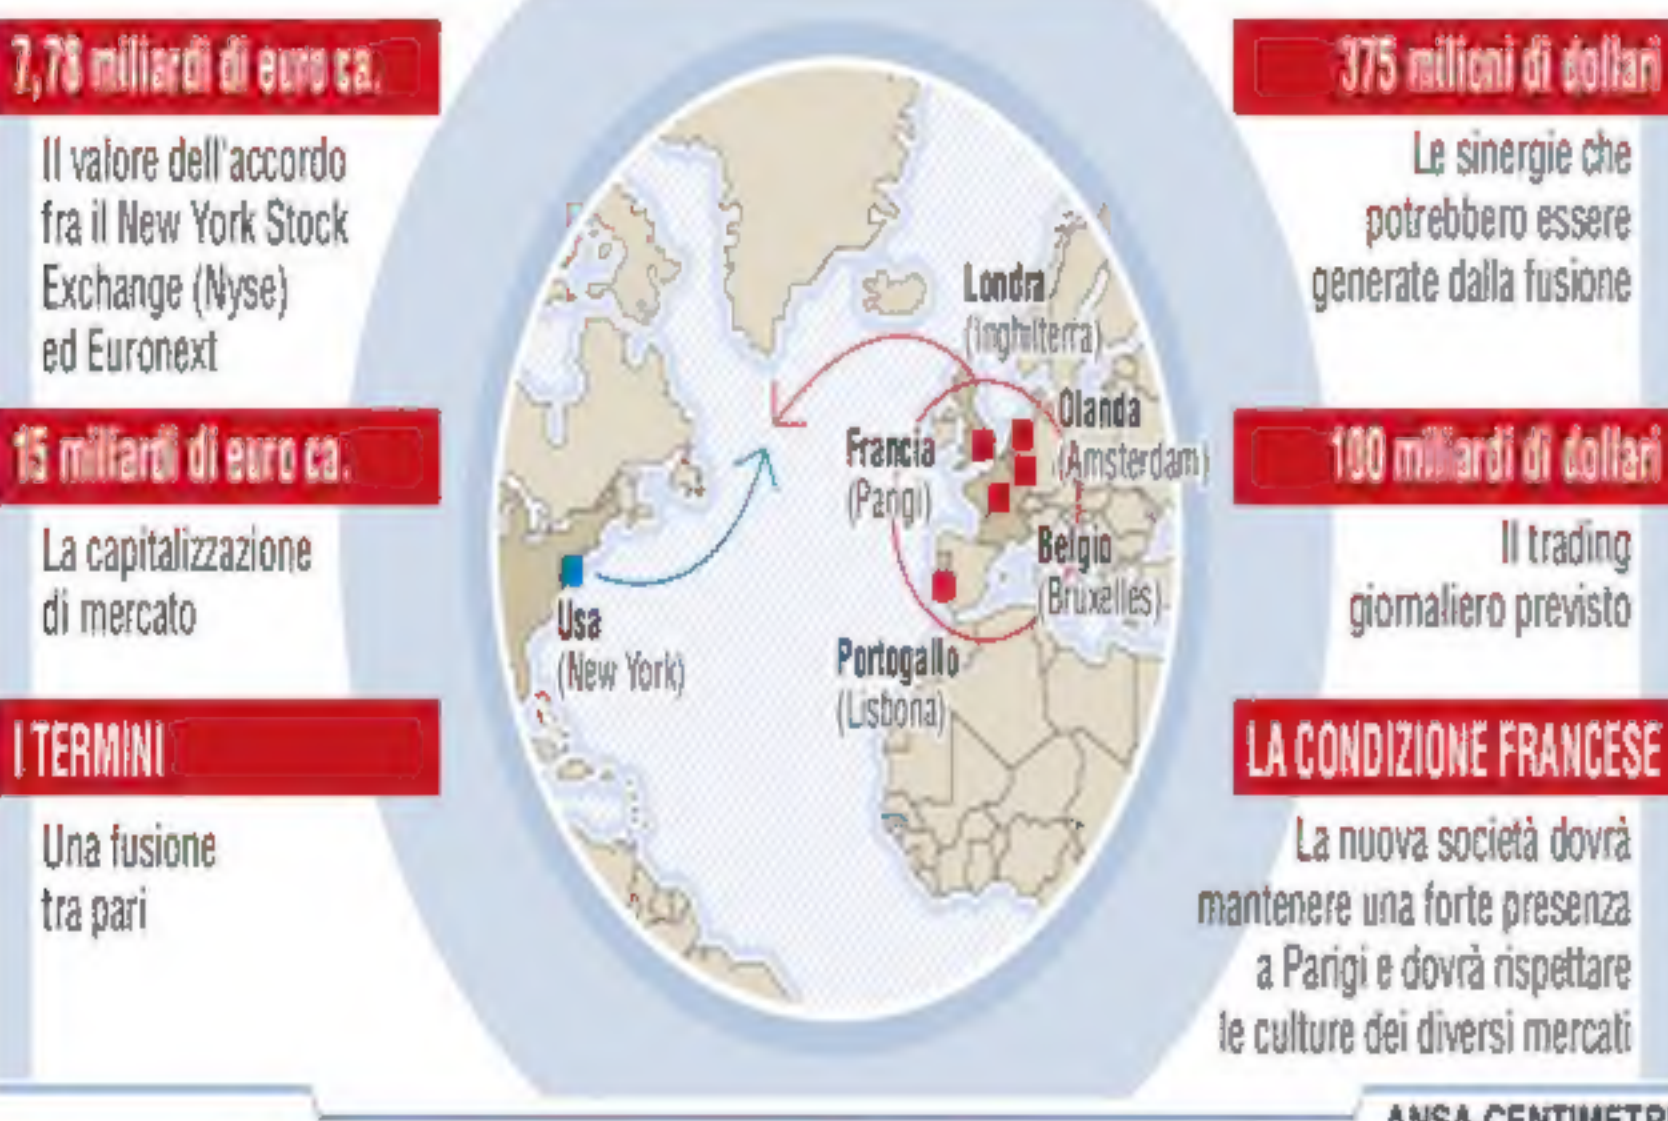 7,78 miliardi di euro ca.
Il valore dell'accordo
fra il New York Stock
Exchange (Nyse)
ed Euronext
15 miliardi di euro ca.
La capitalizzazione
di mercato
I TERMINI
Una fusione
tra pari
Londra
(Inghilterra)
Olanda
(Amsterdam)
Francia
(Parigi)
Belgio
(Bruxelles)
Usa
(New York)
Portogallo
(Lisbona)
375 milioni di dollari
Le sinergie che
potrebbero essere
generate dalla fusione
100 miliardi di dollari
Il trading
giornaliero previsto
LA CONDIZIONE FRANCESE
La nuova società dovrà
mantenere una forte presenza
a Parigi e dovrà rispettare
le culture dei diversi mercati
ANSA-CENTIMETRI